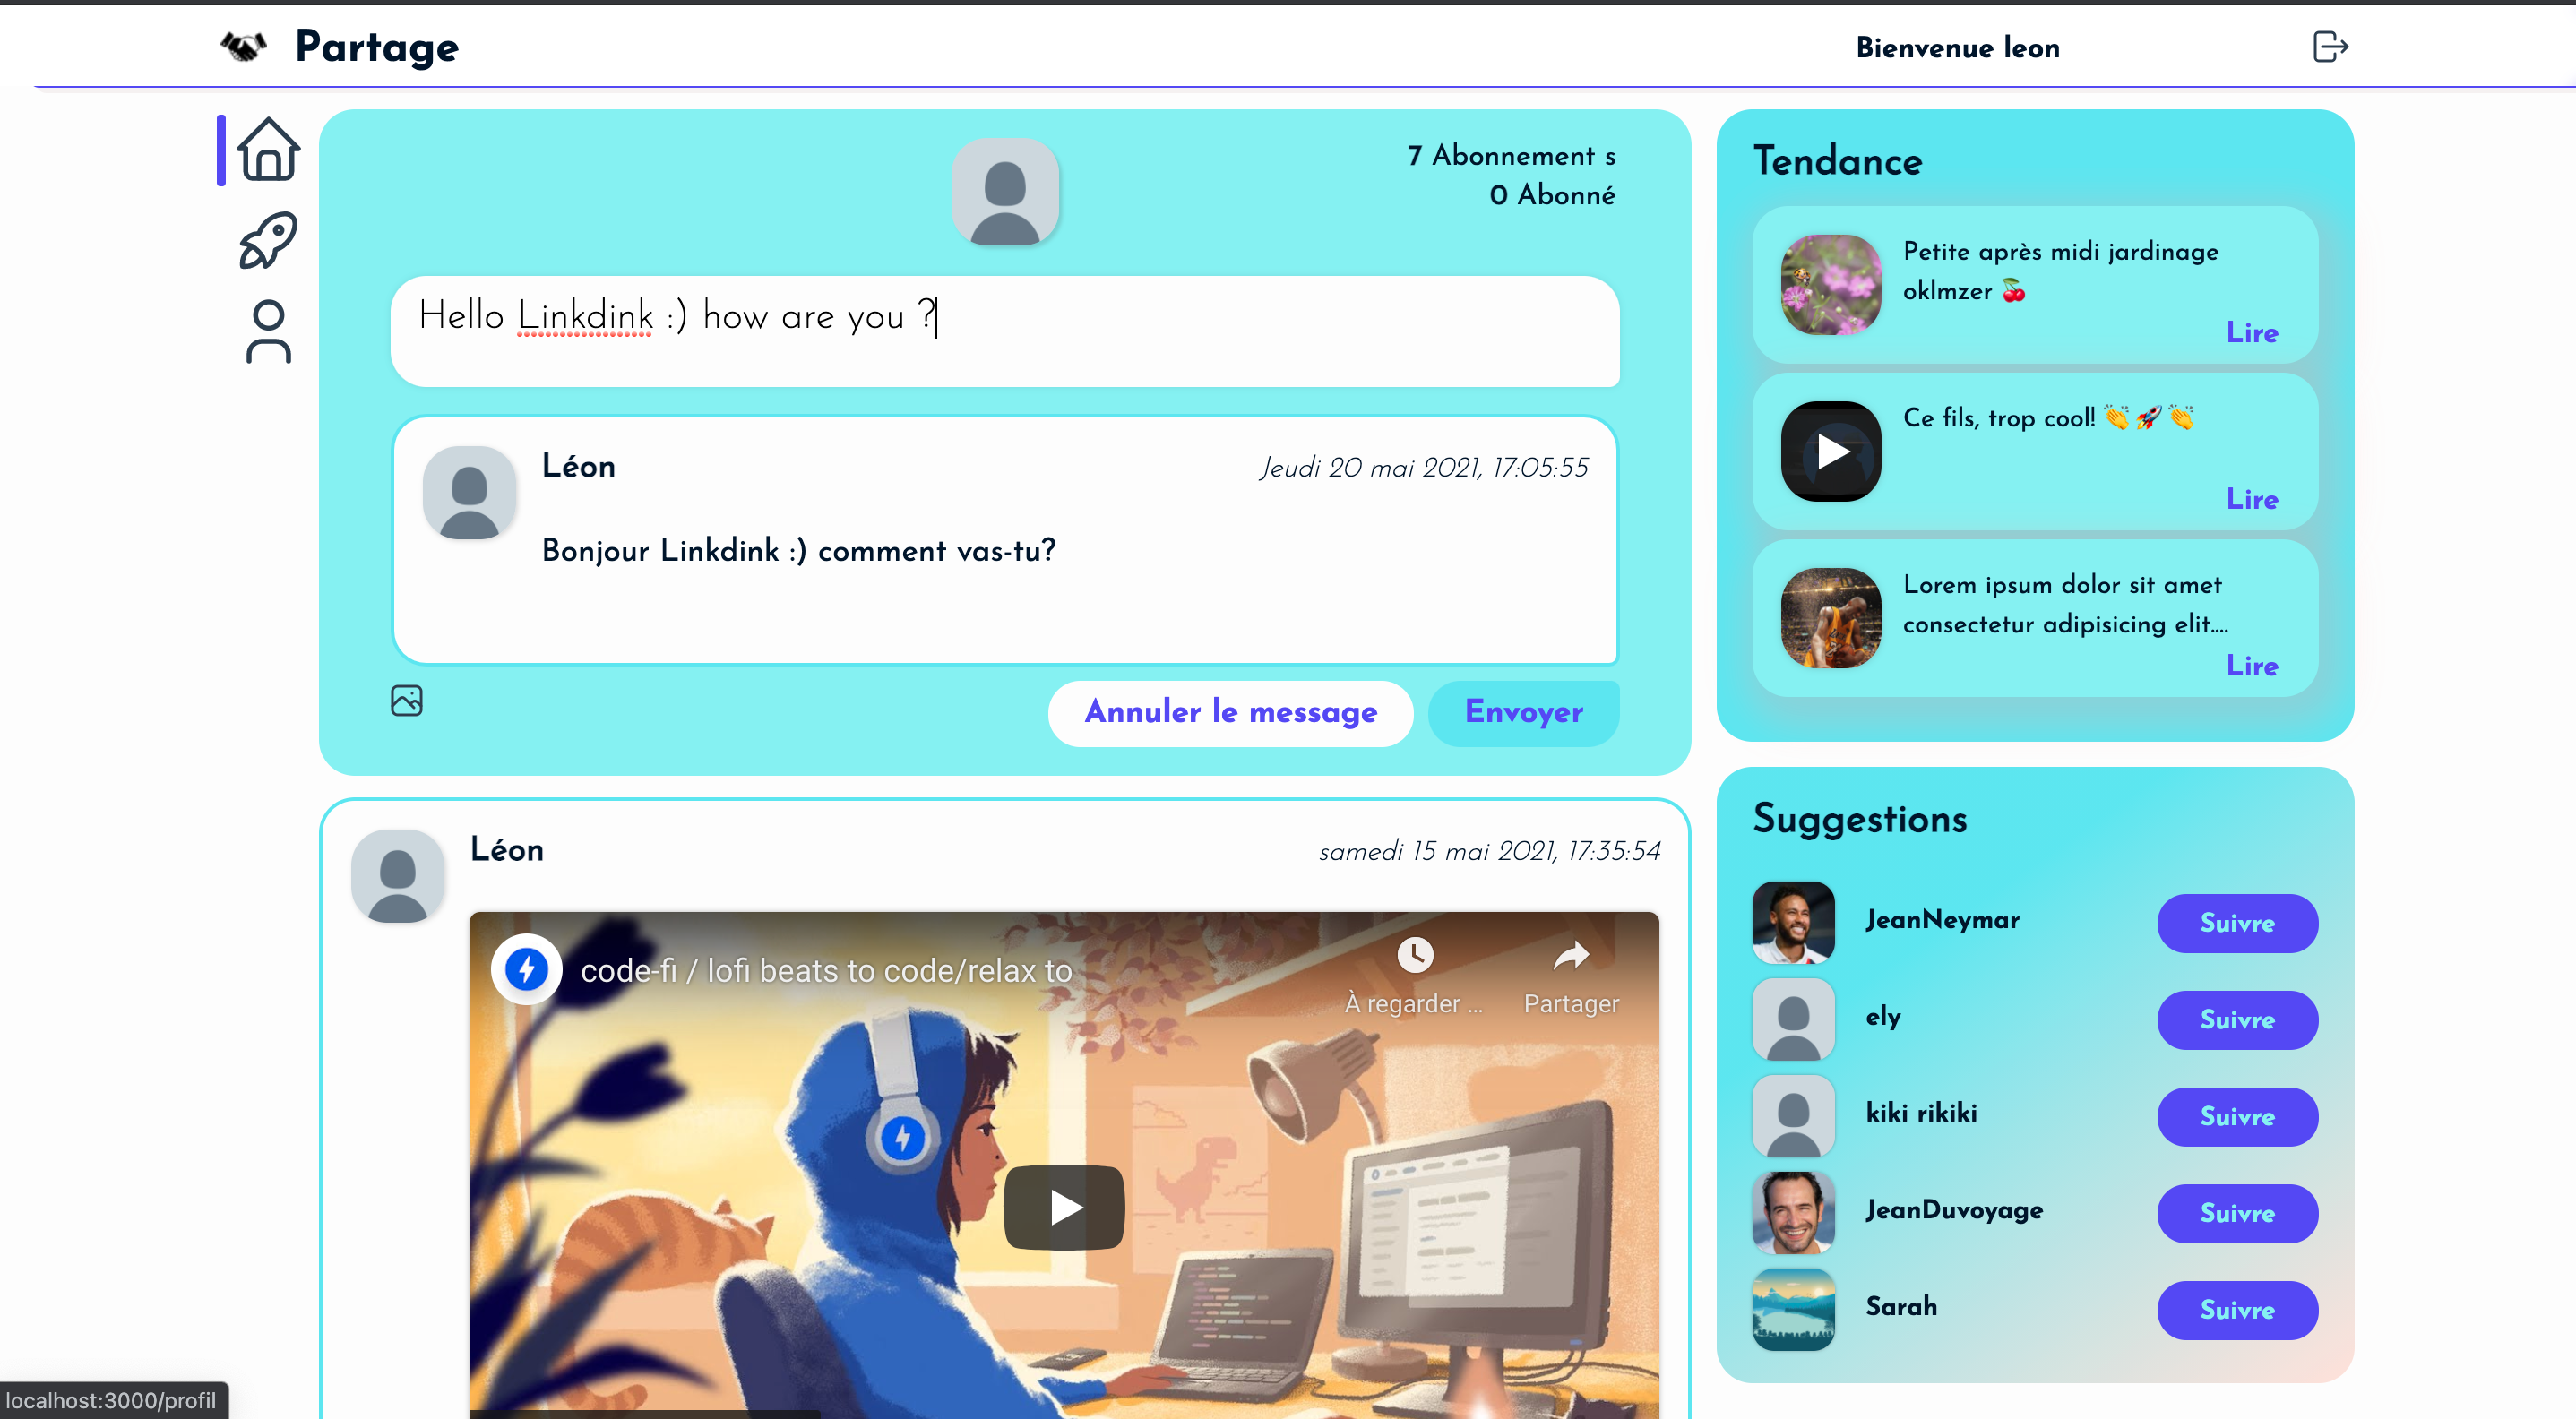 Partage
Bienvenue leon
7 Abonnement s
0 Abonné
Hello Linkdink :) how are you ?
Léon
Jeudi 20 mai 2021, 17:05:55
Bonjour Linkdink :) comment vas-tu?
Annuler le message
Envoyer
Léon
samedi 15 mai 2021, 17:35:54
code-fi / lofi beats to code/relax to
À regarder ...
Partager
Tendance
Petite après midi jardinage
oklmzer 🍒
Lire
Ce fils, trop cool! 👏🚀👏
Lire
Lorem ipsum dolor sit amet
consectetur adipisicing elit....
Lire
Suggestions
JeanNeymar
Suivre
ely
Suivre
kiki rikiki
Suivre
JeanDuvoyage
Suivre
Sarah
Suivre
localhost:3000/profil